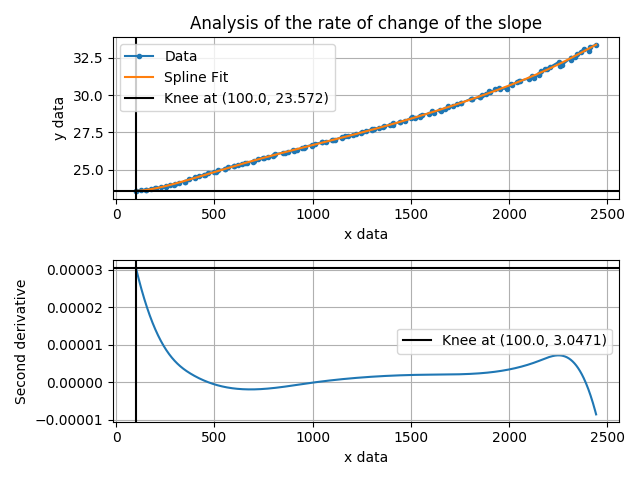 Analysis of the rate of change of the slope
32.5
30.0
27.5
25.0
y data
Data
Spline Fit
Knee at (100.0, 23.572)
0
500
1000
1500
2000
2500
x data
0.00003
0.00002
0.00001
0.00000
−0.00001
Second derivative
Knee at (100.0, 3.0471)
0
500
1000
1500
2000
2500
x data